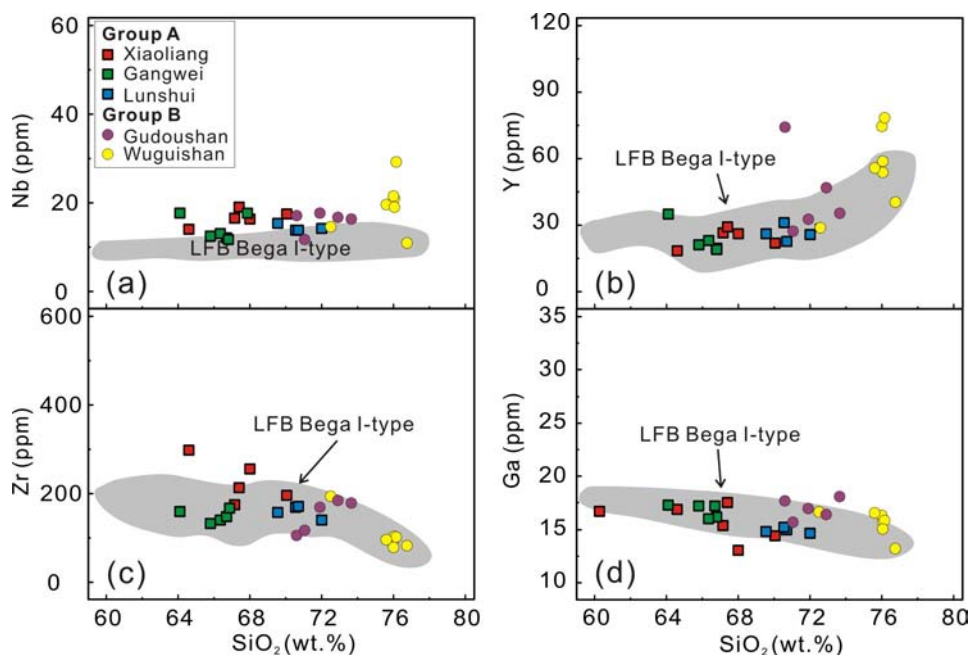 60
40
20
0
Nb (ppm)
Group A
Xiaoliang
Gangwei
Lunshui
Group B
Gudoushan
Wuguishan
LFB Bega I-type
(a)
120
90
60
30
0
Y (ppm)
LFB Bega I-type
(b)
600
400
200
0
Zr (ppm)
LFB Bega I-type
(c)
60 64 68 72 76 80
SiO₂(wt.%)
35
30
25
20
15
10
Ga (ppm)
LFB Bega I-type
(d)
60 64 68 72 76 80
SiO₂(wt.%)